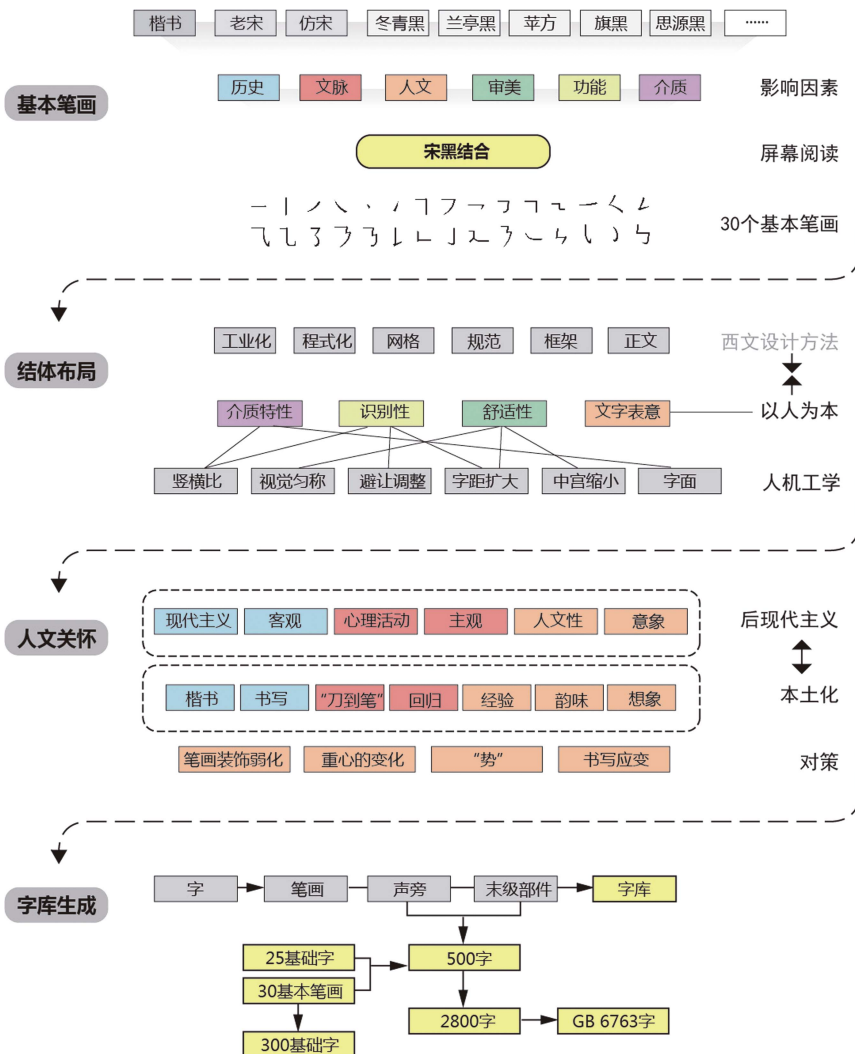 楷书 老宋 仿宋 冬青黑 兰亭黑 苹方 旗黑 思源黑 ······
基本笔画 历史 文脉 人文 审美 功能 介质 影响因素
宋黑结合 屏幕阅读
30个基本笔画
工业化 程式化 网格 规范 框架 正文 西文设计方法
结体布局
介质特性 识别性 舒适性 文字表意 以人为本
竖横比 视觉匀称 避让调整 字距扩大 中宫缩小 字面 人机工学
人文关怀 现代主义 客观 心理活动 主观 人文性 意象 后现代主义
楷书 书写 “刀到笔” 回归 经验 韵味 想象 本土化
笔画装饰弱化 重心的变化 “势” 书写应变 对策
字库生成 字 笔画 声旁 末级部件 字库
25基础字 500字
30基本笔画
2800字 GB 6763字
300基础字